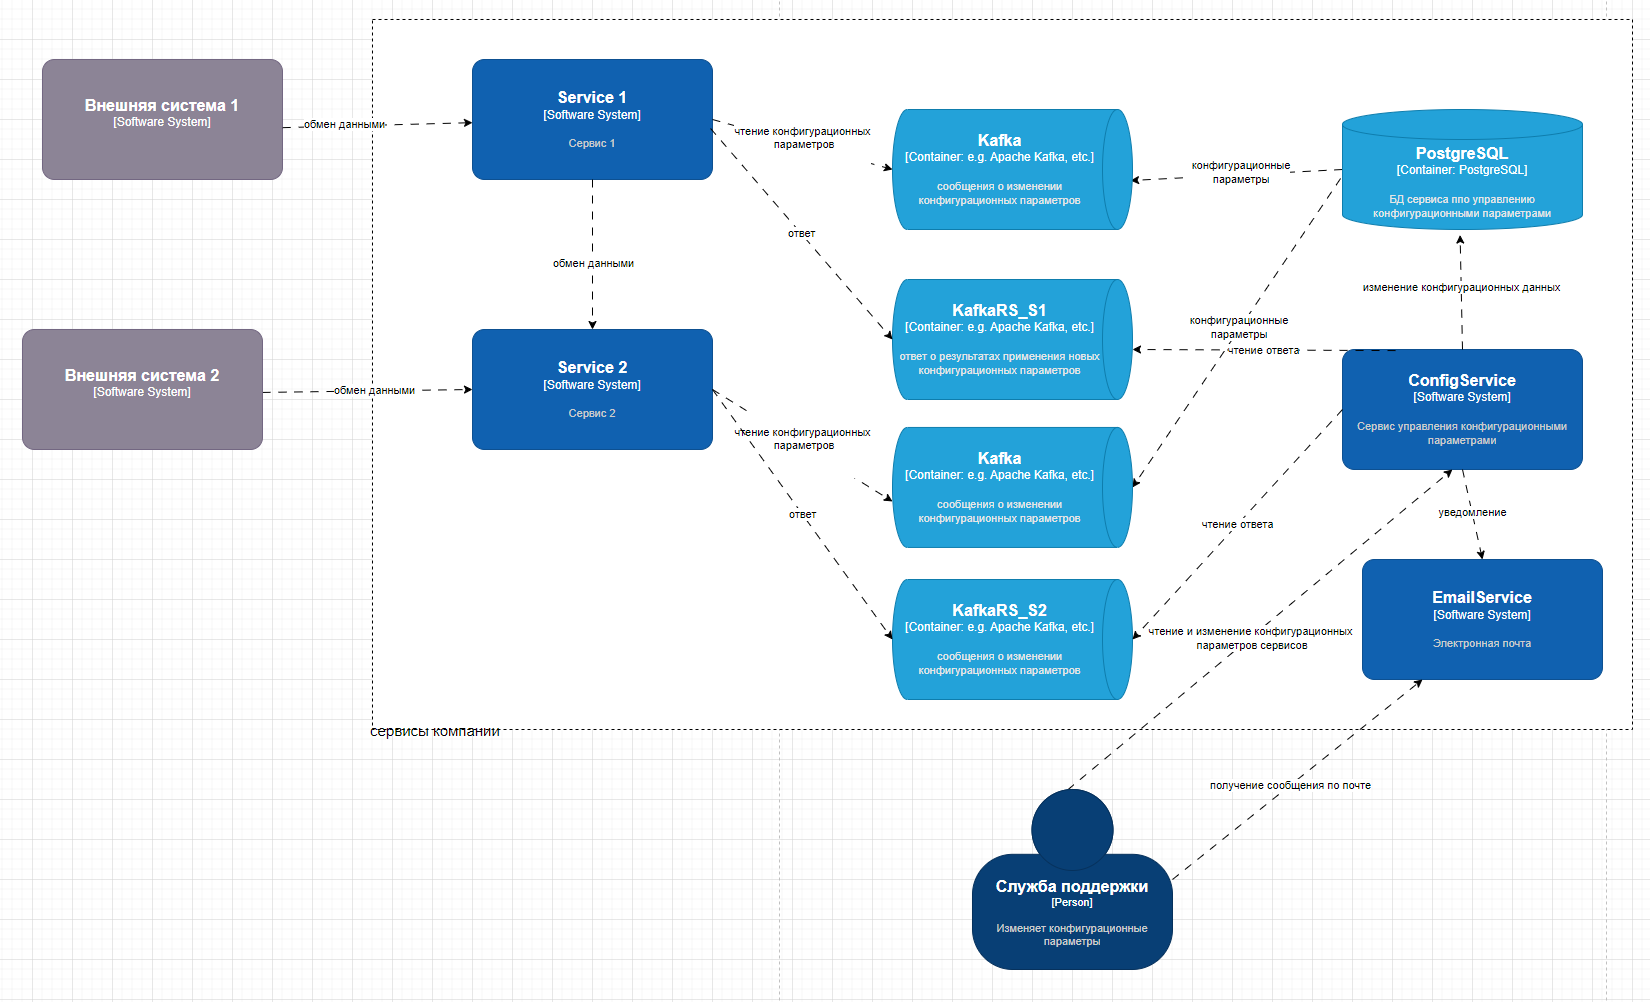 Внешняя система 1
[Software System]
обмен данными
Service 1
[Software System]
Сервис 1
чтение конфигурационных
параметров
Kafka
[Container: e.g. Apache Kafka, etc.]
сообщения о изменении
конфигурационных параметров
конфигурационные
параметры
PostgreSQL
[Container: PostgreSQL]
БД сервиса ппо управлению
конфигурационными параметрами
ответ
обмен данными
изменение конфигурационных данных
KafkaRS_S1
[Container: e.g. Apache Kafka, etc.]
ответ о результатах применения новых
конфигурационных параметров
конфигурационные
параметры
чтение ответа
Внешняя система 2
[Software System]
обмен данными
Service 2
[Software System]
Сервис 2
ConfigService
[Software System]
Сервис управления конфигурационными
параметрами
чтение конфигурационных
параметров
Kafka
[Container: e.g. Apache Kafka, etc.]
сообщения о изменении
конфигурационных параметров
ответ
чтение ответа
уведомление
KafkaRS_S2
[Container: e.g. Apache Kafka, etc.]
сообщения о изменении
конфигурационных параметров
чтение и изменение конфигурационных
параметров сервисов
EmailService
[Software System]
Электронная почта
сервисы компании
получение сообщения по почте
Служба поддержки
[Person]
Изменяет конфигурационные
параметры